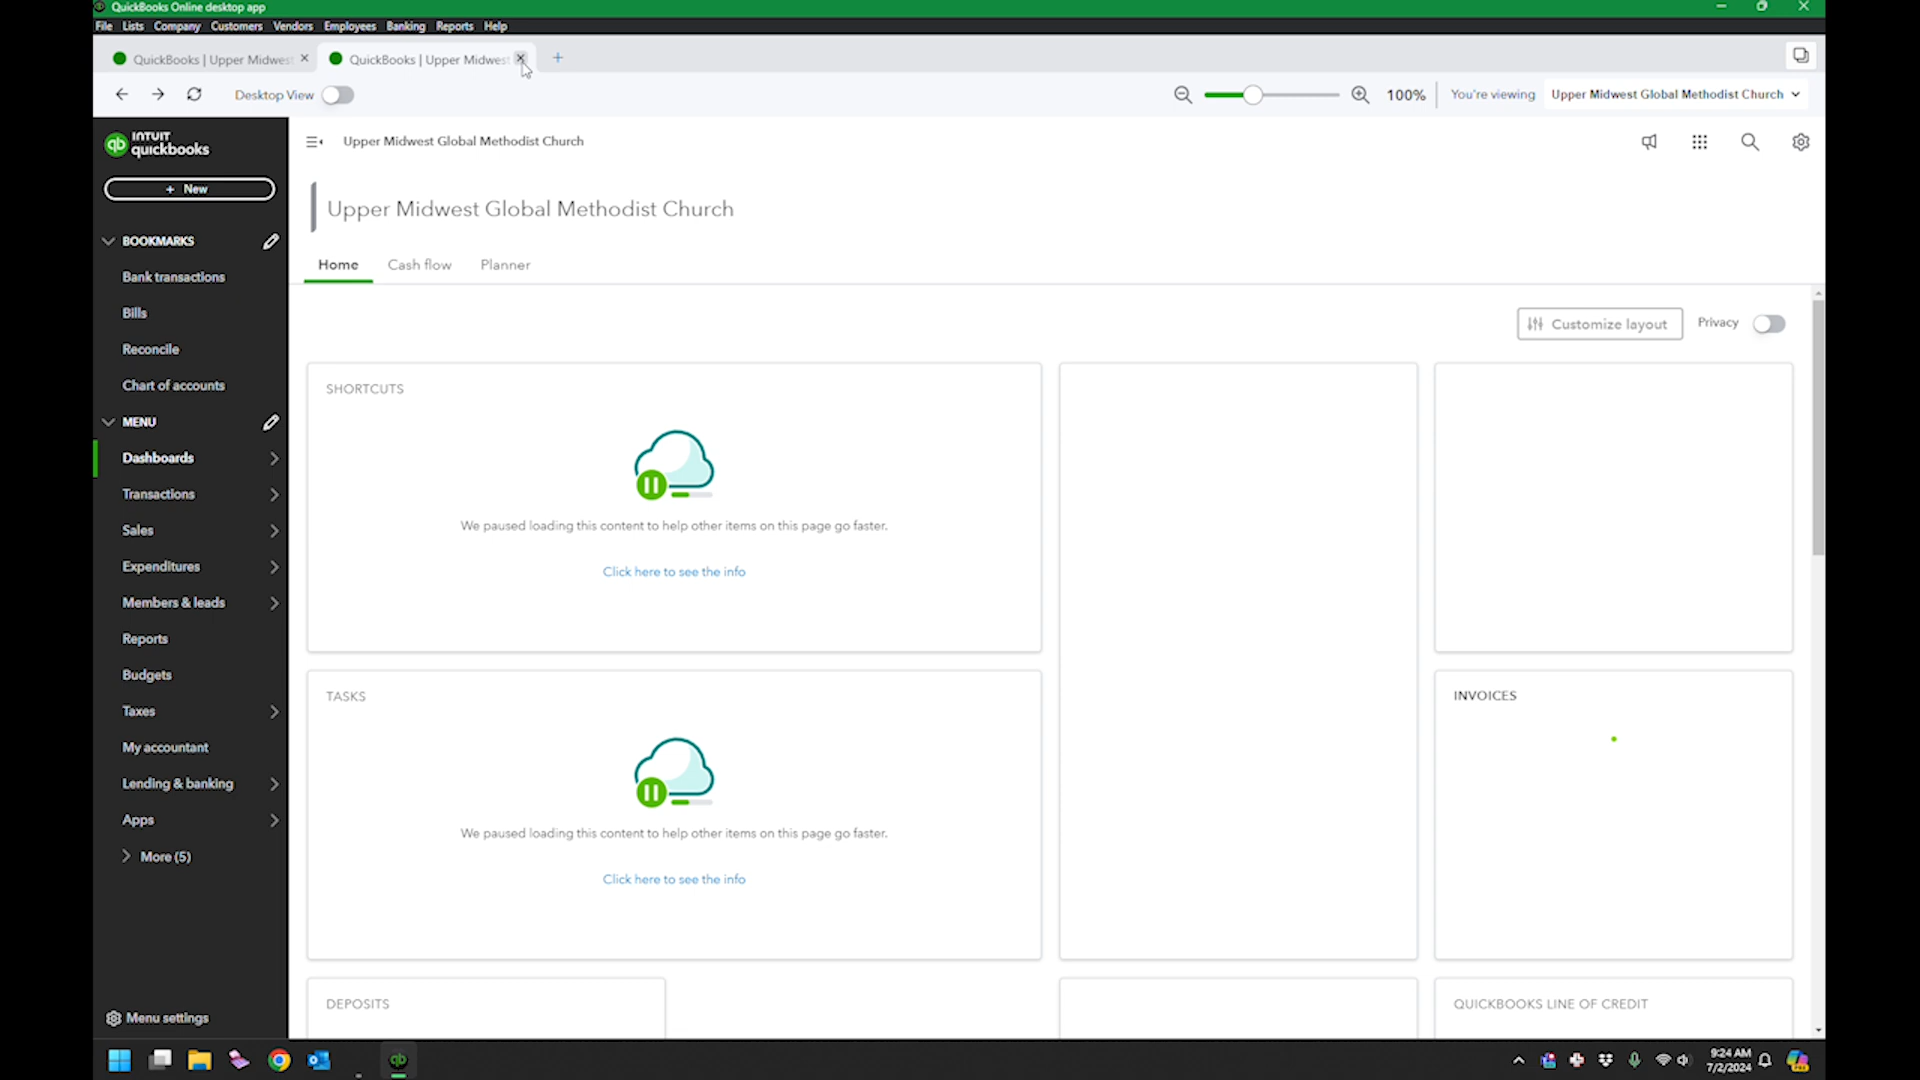 QuickBooks Online desktop app
File Lists Company Customers Vendors Employees Banking Reports Help
QuickBooks | Upper Midwes
QuickBooks | Upper Midwes
Desktop View
100%
You're viewing
Upper Midwest Global Methodist Church
INTUIT
quickbooks
Upper Midwest Global Methodist Church
+ New
Upper Midwest Global Methodist Church
BOOKMARKS
Bank transactions
Bills
Reconcile
Chart of accounts
MENU
Dashboards
Transactions
Sales
Expenditures
Members & leads
Reports
Budgets
Taxes
My accountant
Lending & banking
Apps
More (5)
Menu settings
Home Cash flow Planner
Customize layout
Privacy
SHORTCUTS
We paused loading this content to help other items on this page go faster.
Click here to see the info
TASKS
We paused loading this content to help other items on this page go faster.
Click here to see the info
INVOICES
DEPOSITS
QUICKBOOKS LINE OF CREDIT
9:24 AM
7/2/2024